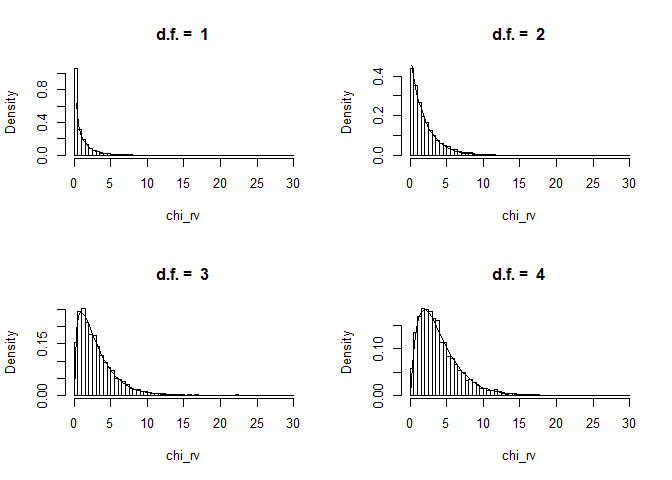 d.f. = 1
Density
0.0 0.4 0.8
0 5 10 15 20 25 30
chi_rv
d.f. = 2
Density
0.0 0.2 0.4
0 5 10 15 20 25 30
chi_rv
d.f. = 3
Density
0.00 0.15
0 5 10 15 20 25 30
chi_rv
d.f. = 4
Density
0.00 0.10
0 5 10 15 20 25 30
chi_rv